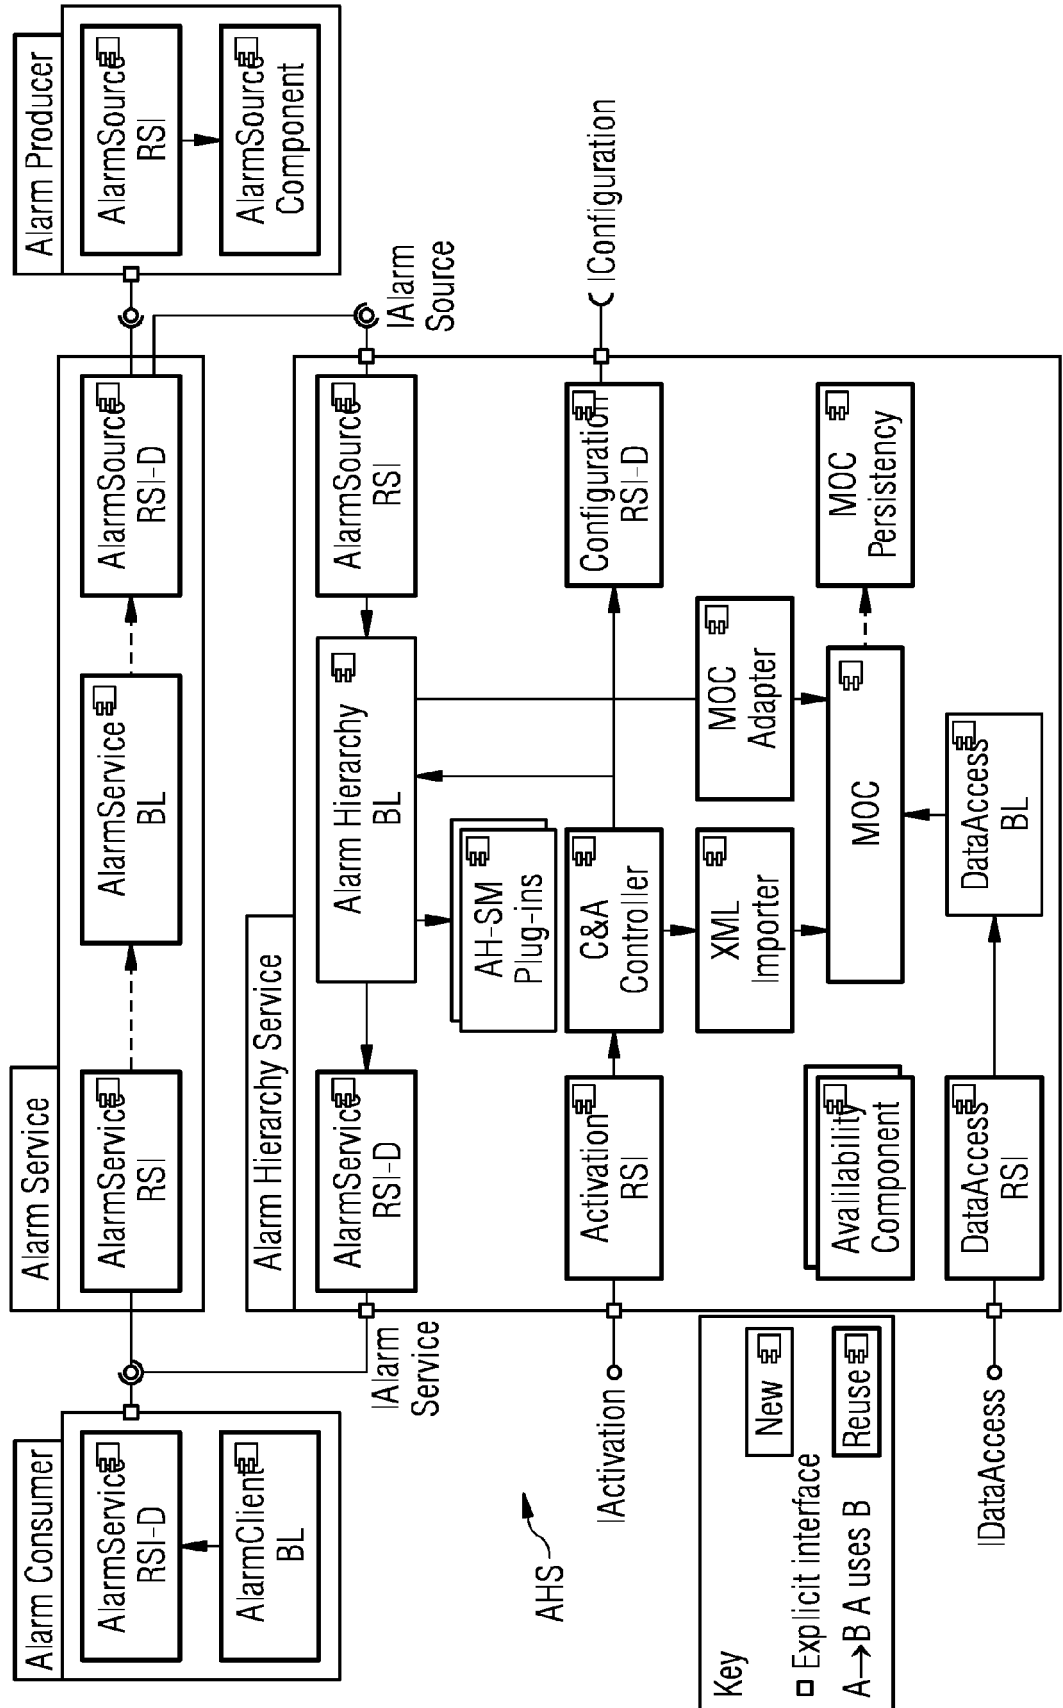 Alarm Consumer
AlarmService
RSI-D
AlarmClient
BL
Alarm Service
AlarmService
RSI
AlarmService
BL
AlarmSource
RSI-D
Alarm Producer
AlarmSource
RSI
AlarmSource
Component
IAlarm
Service
IAlarm
Source
Alarm Hierarchy Service
AlarmService
RSI-D
Alarm Hierarchy
BL
AlarmSource
RSI
AH-SM
Plug-ins
AHS
IActivation
Activation
RSI
C&A
Controller
Configuration
RSI-D
IConfiguration
XML
Importer
MOC
Adapter
Avalilability
Component
MOC
MOC
Persistency
IDataAccess
DataAccess
RSI
DataAccess
BL
Key
New
Explicit interface
Reuse
A→B A uses B